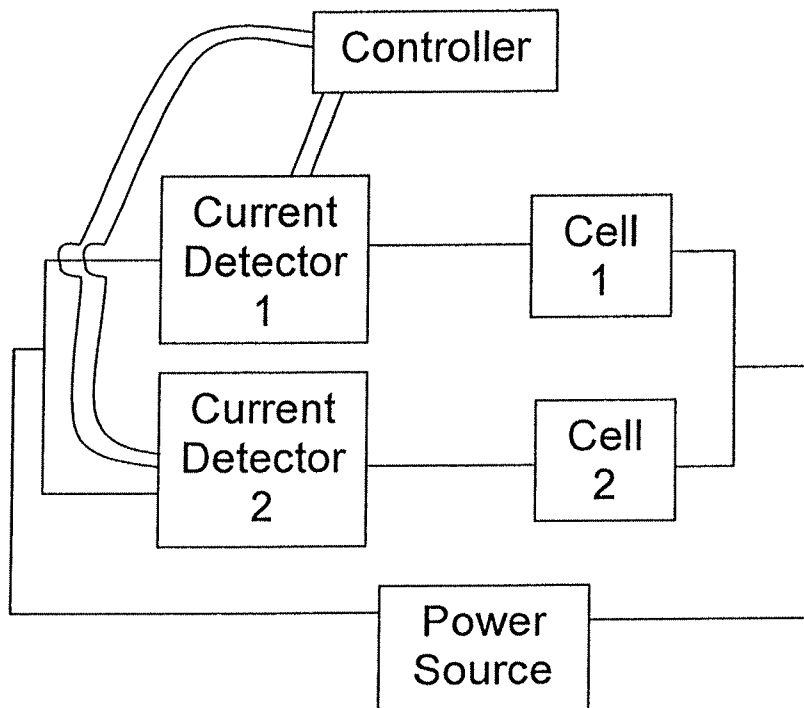 Controller
Current
Detector
1
Cell
1
Current
Detector
2
Cell
2
Power
Source